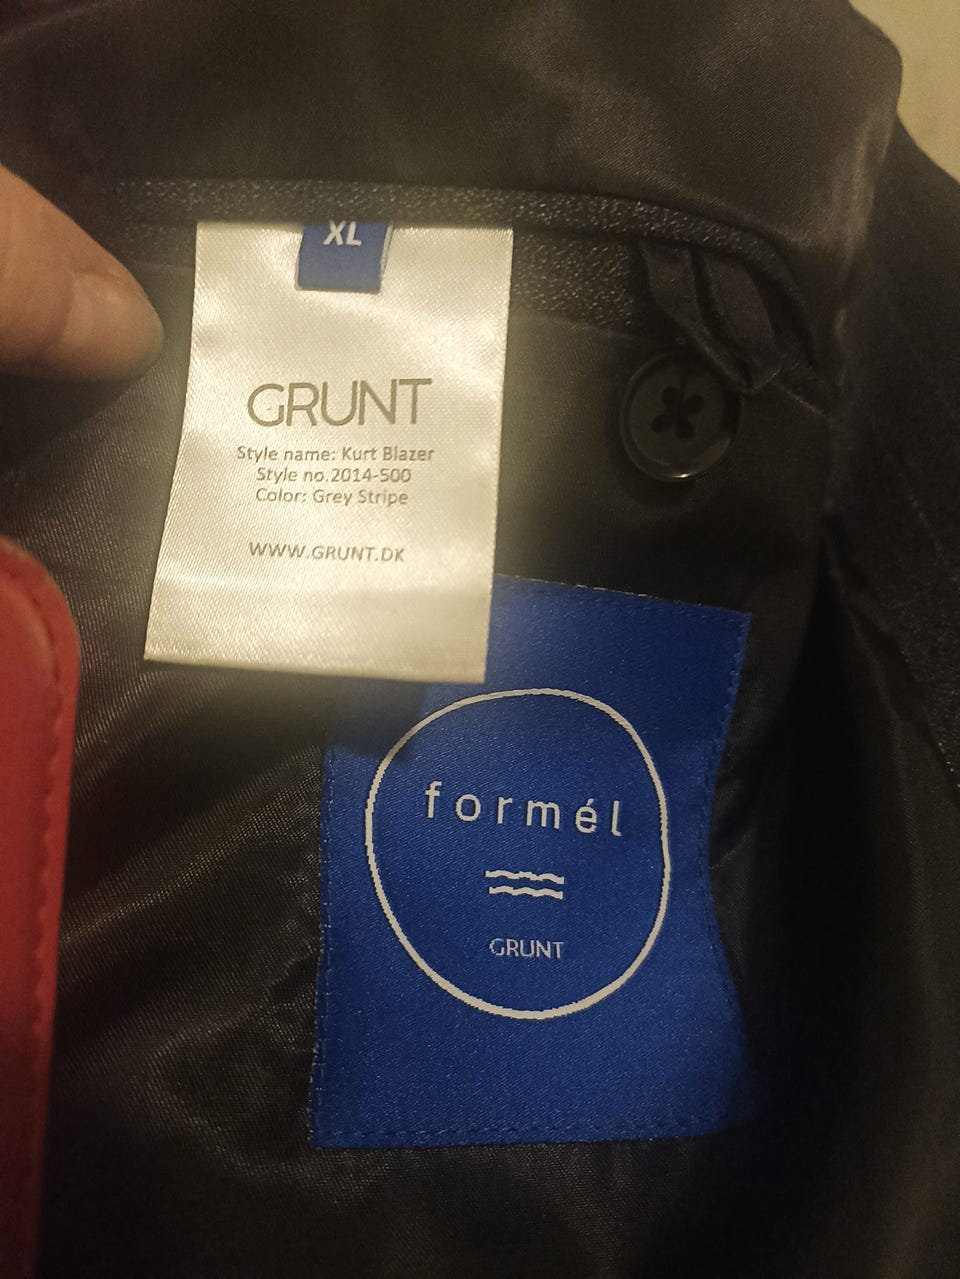 XL
GRUNT
Style name: Kurt Blazer
Style no.2014-500
Color: Grey Stripe
WWW.GRUNT.DK
formél
GRUNT